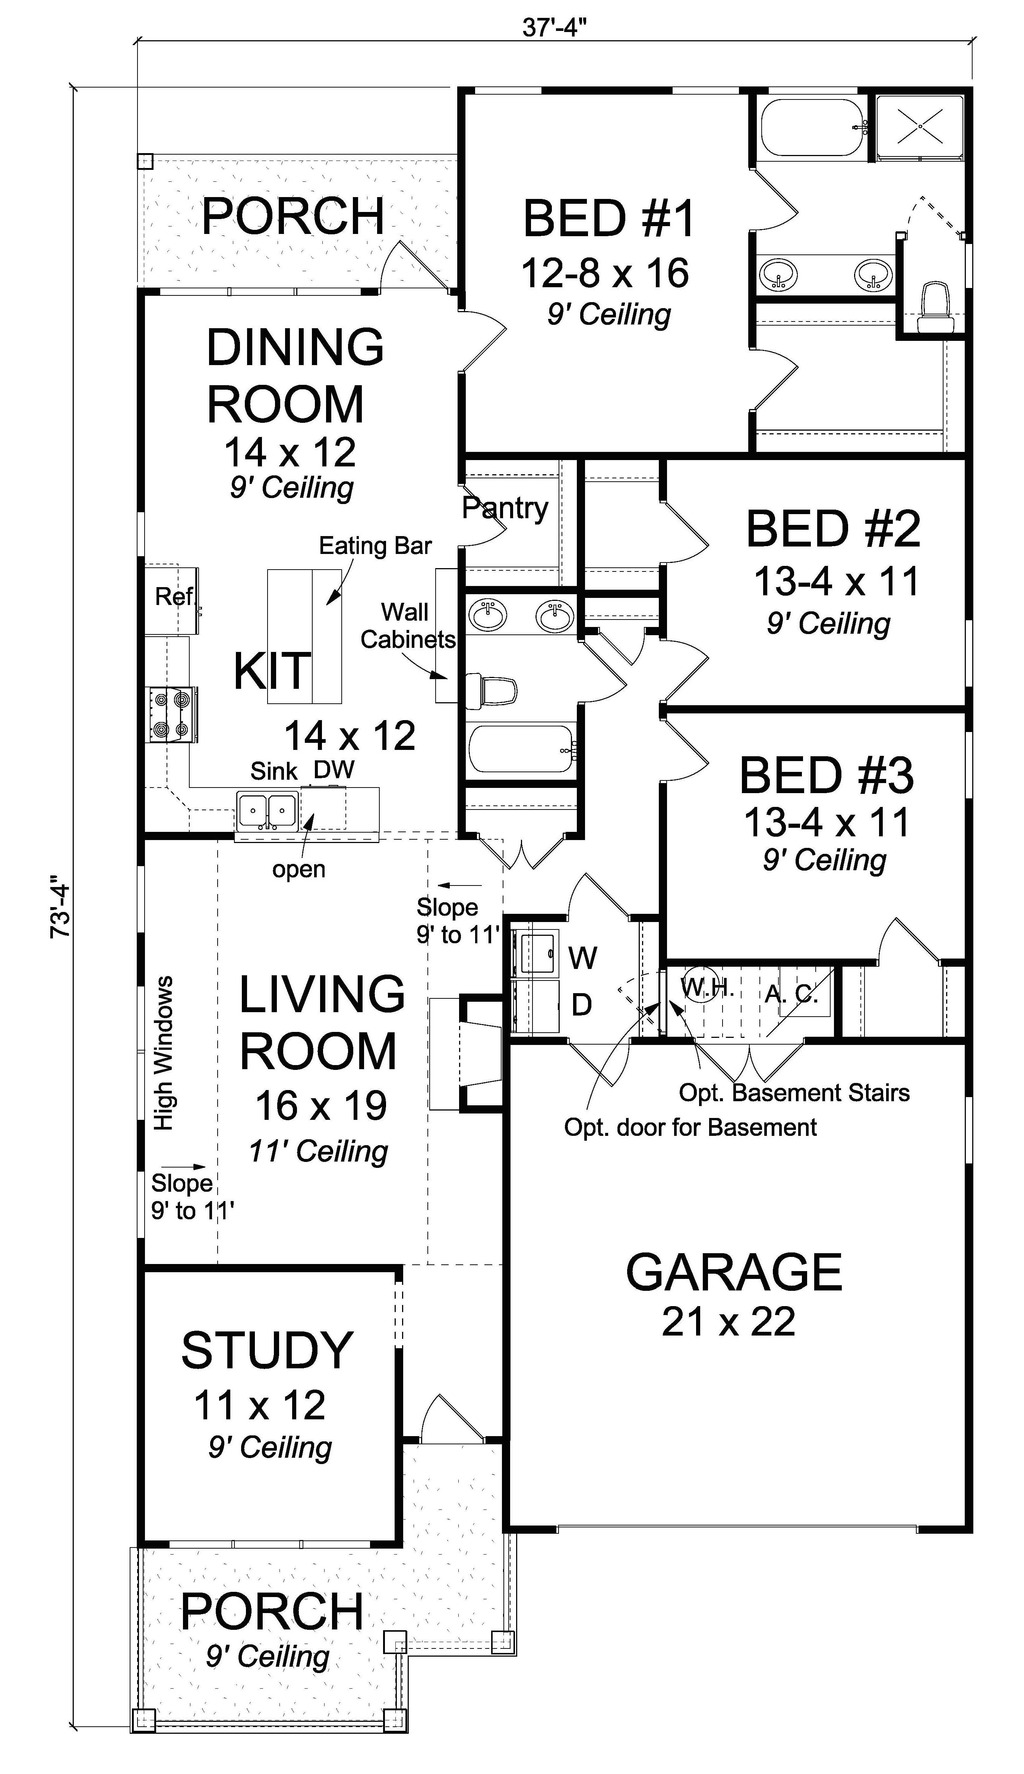 37'-4"
73'-4"
PORCH
BED #1
12-8 x 16
9' Ceiling
DINING
ROOM
14 x 12
9' Ceiling
Pantry
BED #2
13-4 x 11
9' Ceiling
Eating Bar
Ref.
Wall
Cabinets
KIT
14 x 12
Sink
DW
open
BED #3
13-4 x 11
9' Ceiling
Slope
9' to 11'
W
D
W.H.
A. C.
LIVING
ROOM
16 x 19
11' Ceiling
High Windows
Slope
9' to 11'
Opt. Basement Stairs
Opt. door for Basement
GARAGE
21 x 22
STUDY
11 x 12
9' Ceiling
PORCH
9' Ceiling